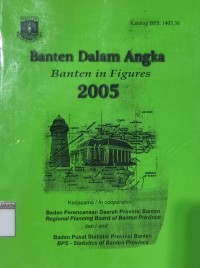 Katalog BPS: 1403.36
Banten Dalam Angka
Banten in Figures
2005
Kerjasama / In cooperation
Badan Perencanaan Daerah Provinsi Banten
Regional Planning Board of Banten Province
dan / and
Badan Pusat Statistik Provinsi Banten
BPS - Statistics of Banten Province